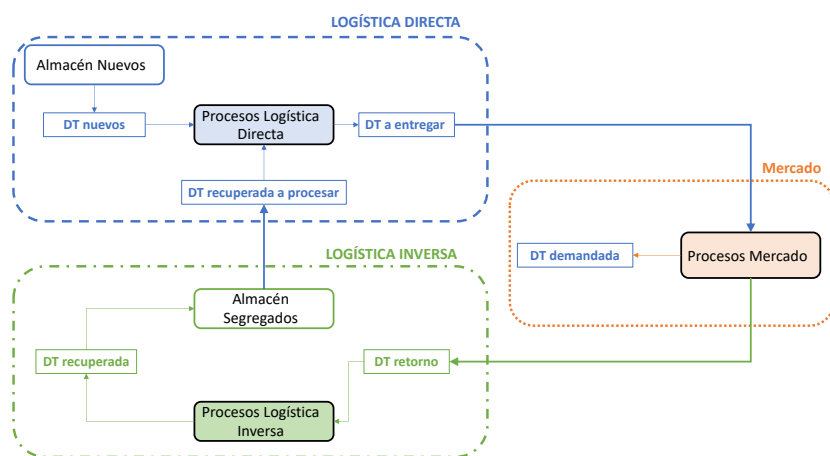 LOGÍSTICA DIRECTA
Almacén Nuevos
DT nuevos
Procesos Logística
Directa
DT a entregar
DT recuperada a procesar
Mercado
DT demandada
Procesos Mercado
LOGÍSTICA INVERSA
Almacén
Segregados
DT recuperada
DT retorno
Procesos Logística
Inversa